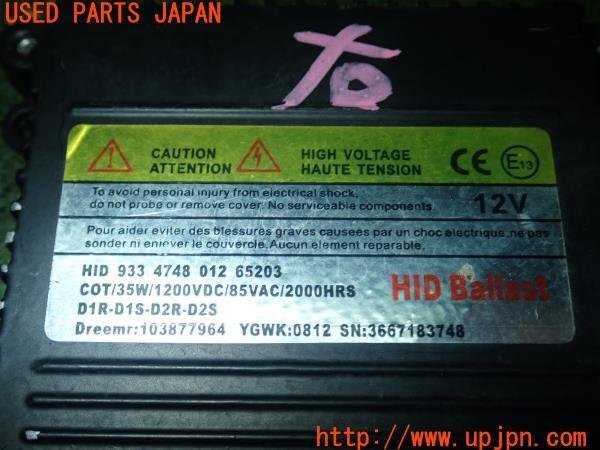 USED PARTS JAPAN
右
CAUTION
ATTENTION
HIGH VOLTAGE
HAUTE TENSION
CE E13
To avoid personal injury from electrical shock,
do not probe or remove cover. No serviceable components.
12V
Pour aider eviter des blessures graves causques par un choc electrique,ne pas
sonder ni enlever le couvercle.Aucun element reparable.
HID 933 4748 012 65203
COT/35W/1200VDC/85VAC/2000HRS
D1R-D1S-D2R-D2S
HID Ballast
Dreemr:103877964 YGWK:0812 SN:3667183748
http://www.upjpn.com/